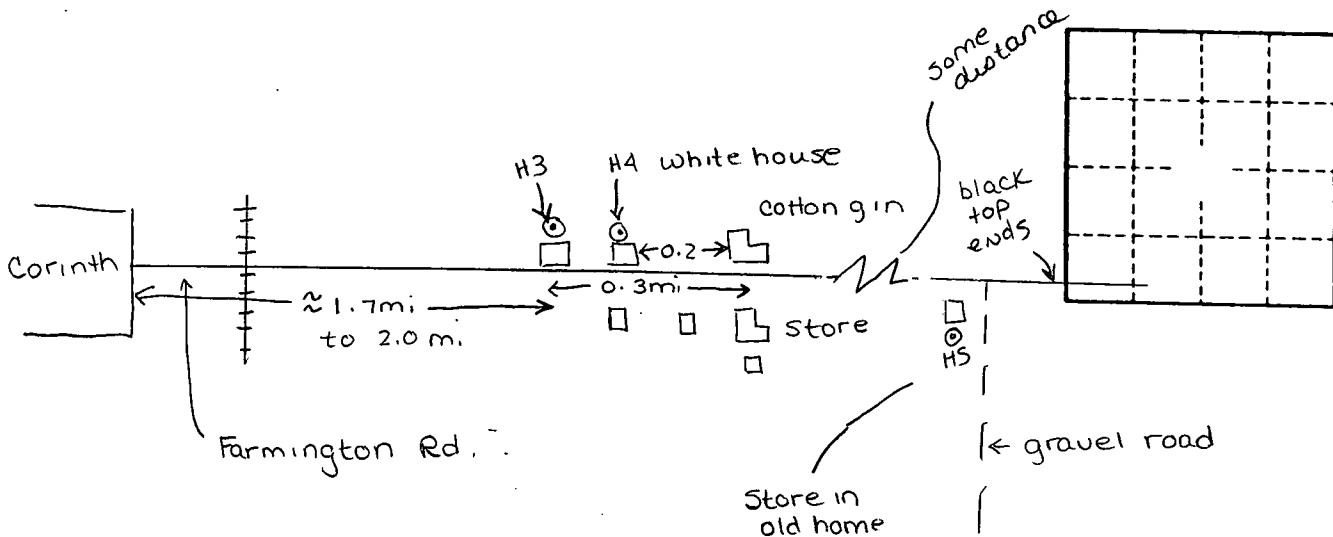 some
distance
H3
H4 white house
cotton gin
black
top
ends
Corinth
0.2
0.3mi
≈ 1.7mi
to 2.0 mi.
store
H5
Farmington Rd.
gravel road
Store in
old home